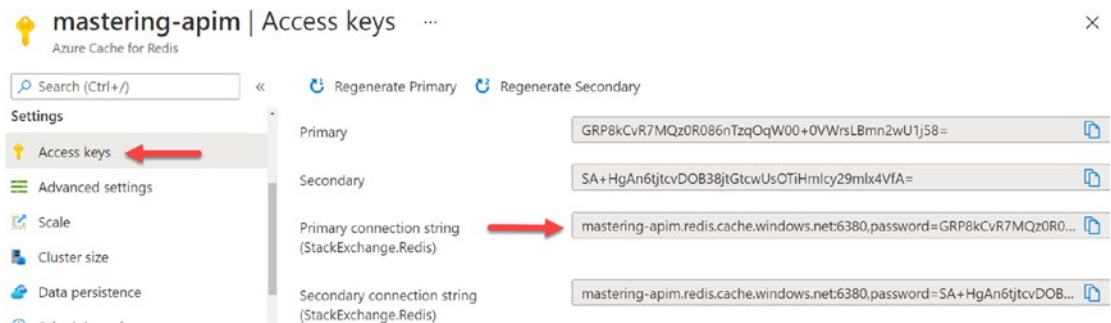 mastering-apim | Access keys ...
Azure Cache for Redis
Search (Ctrl+/)
«
Regenerate Primary
Regenerate Secondary
Settings
Access keys
Advanced settings
Scale
Cluster size
Data persistence
Primary
GRP8kCvR7MQz0R086nTzqOqW00+0VWrsLBmn2wU1j58=
Secondary
SA+HgAn6tjtcvDOB38jtGtcwUsOTiHmIcy29mlx4VfA=
Primary connection string
(StackExchange.Redis)
mastering-apim.redis.cache.windows.net:6380,password=GRP8kCvR7MQz0R0...
Secondary connection string
(StackExchange.Redis)
mastering-apim.redis.cache.windows.net:6380,password=SA+HgAn6tjtcvDOB...